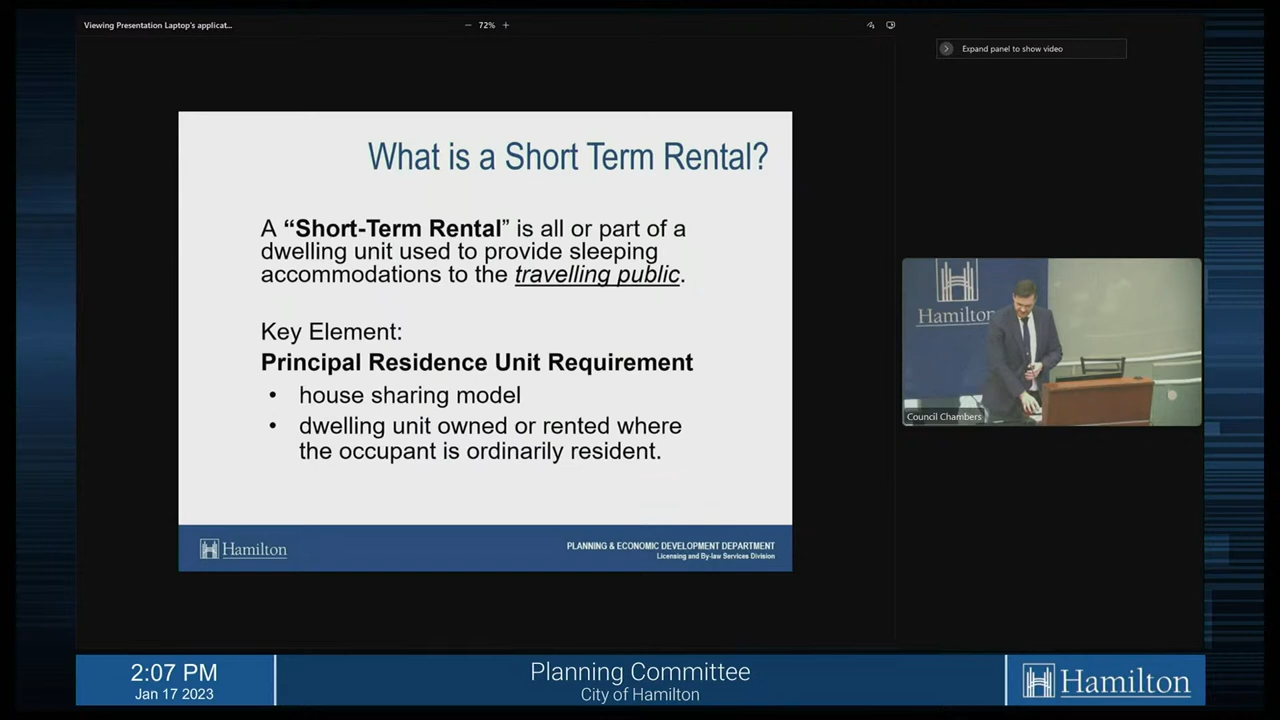 Viewing Presentation Laptop's applicat...
− 72% +
Expand panel to show video
What is a Short Term Rental?
A “Short-Term Rental” is all or part of a
dwelling unit used to provide sleeping
accommodations to the travelling public.
Key Element:
Principal Residence Unit Requirement
• house sharing model
• dwelling unit owned or rented where
the occupant is ordinarily resident.
Hamilton
PLANNING & ECONOMIC DEVELOPMENT DEPARTMENT
Licensing and By-law Services Division
Hamilton
Council Chambers
2:07 PM
Jan 17 2023
Planning Committee
City of Hamilton
Hamilton